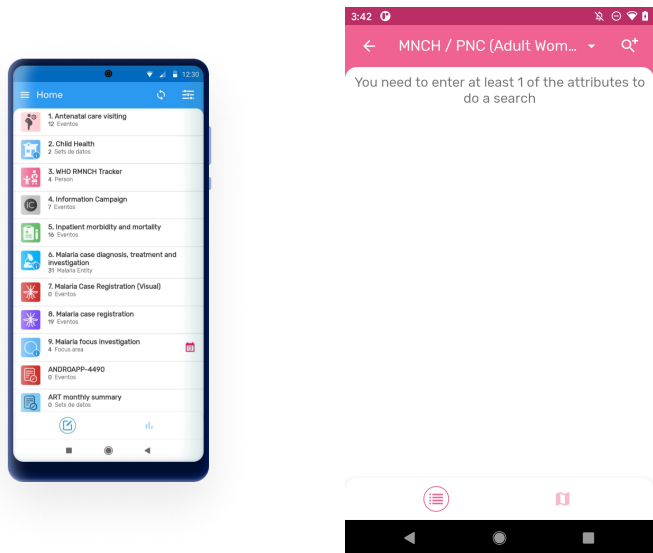 12:30
Home
1. Antenatal care visiting
12 Eventos
2. Child Health
2 Sets de datos
3. WHO RMNCH Tracker
4 Person
4. Information Campaign
7 Eventos
IC
5. Inpatient morbidity and mortality
16 Eventos
6. Malaria case diagnosis, treatment and
investigation
31 Malaria Entity
7. Malaria Case Registration (Visual)
0 Eventos
8. Malaria case registration
19 Eventos
9. Malaria focus investigation
4 Focus area
ANDROAPP-4490
0 Eventos
ART monthly summary
0 Sets de datos
3:42
MNCH / PNC (Adult Wom...
You need to enter at least 1 of the attributes to
do a search